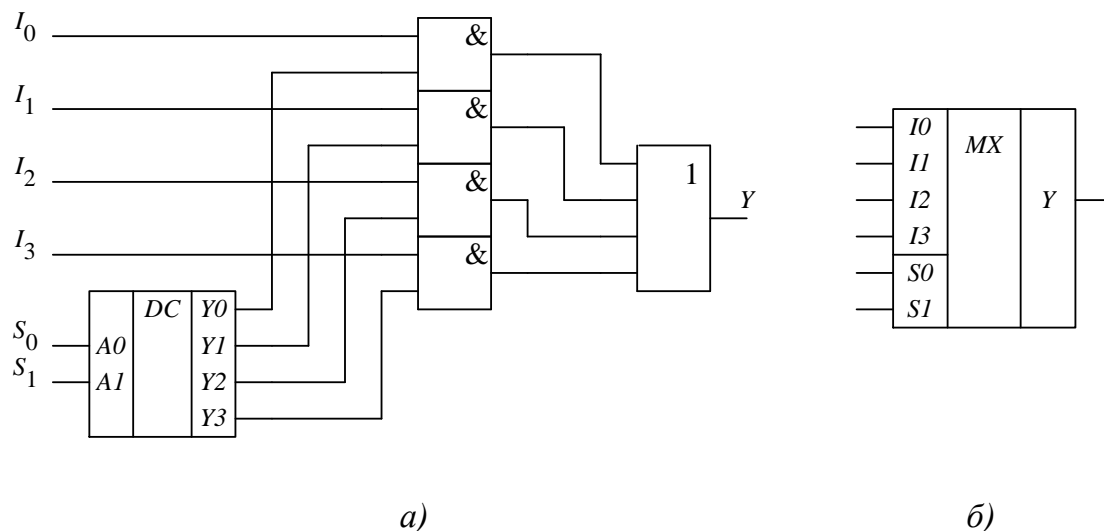 I0
&
I1
&
I2
&
I3
&
1
Y
DC
S0
S1
A0
A1
Y0
Y1
Y2
Y3
I0
I1
I2
I3
S0
S1
MX
Y
а)
б)